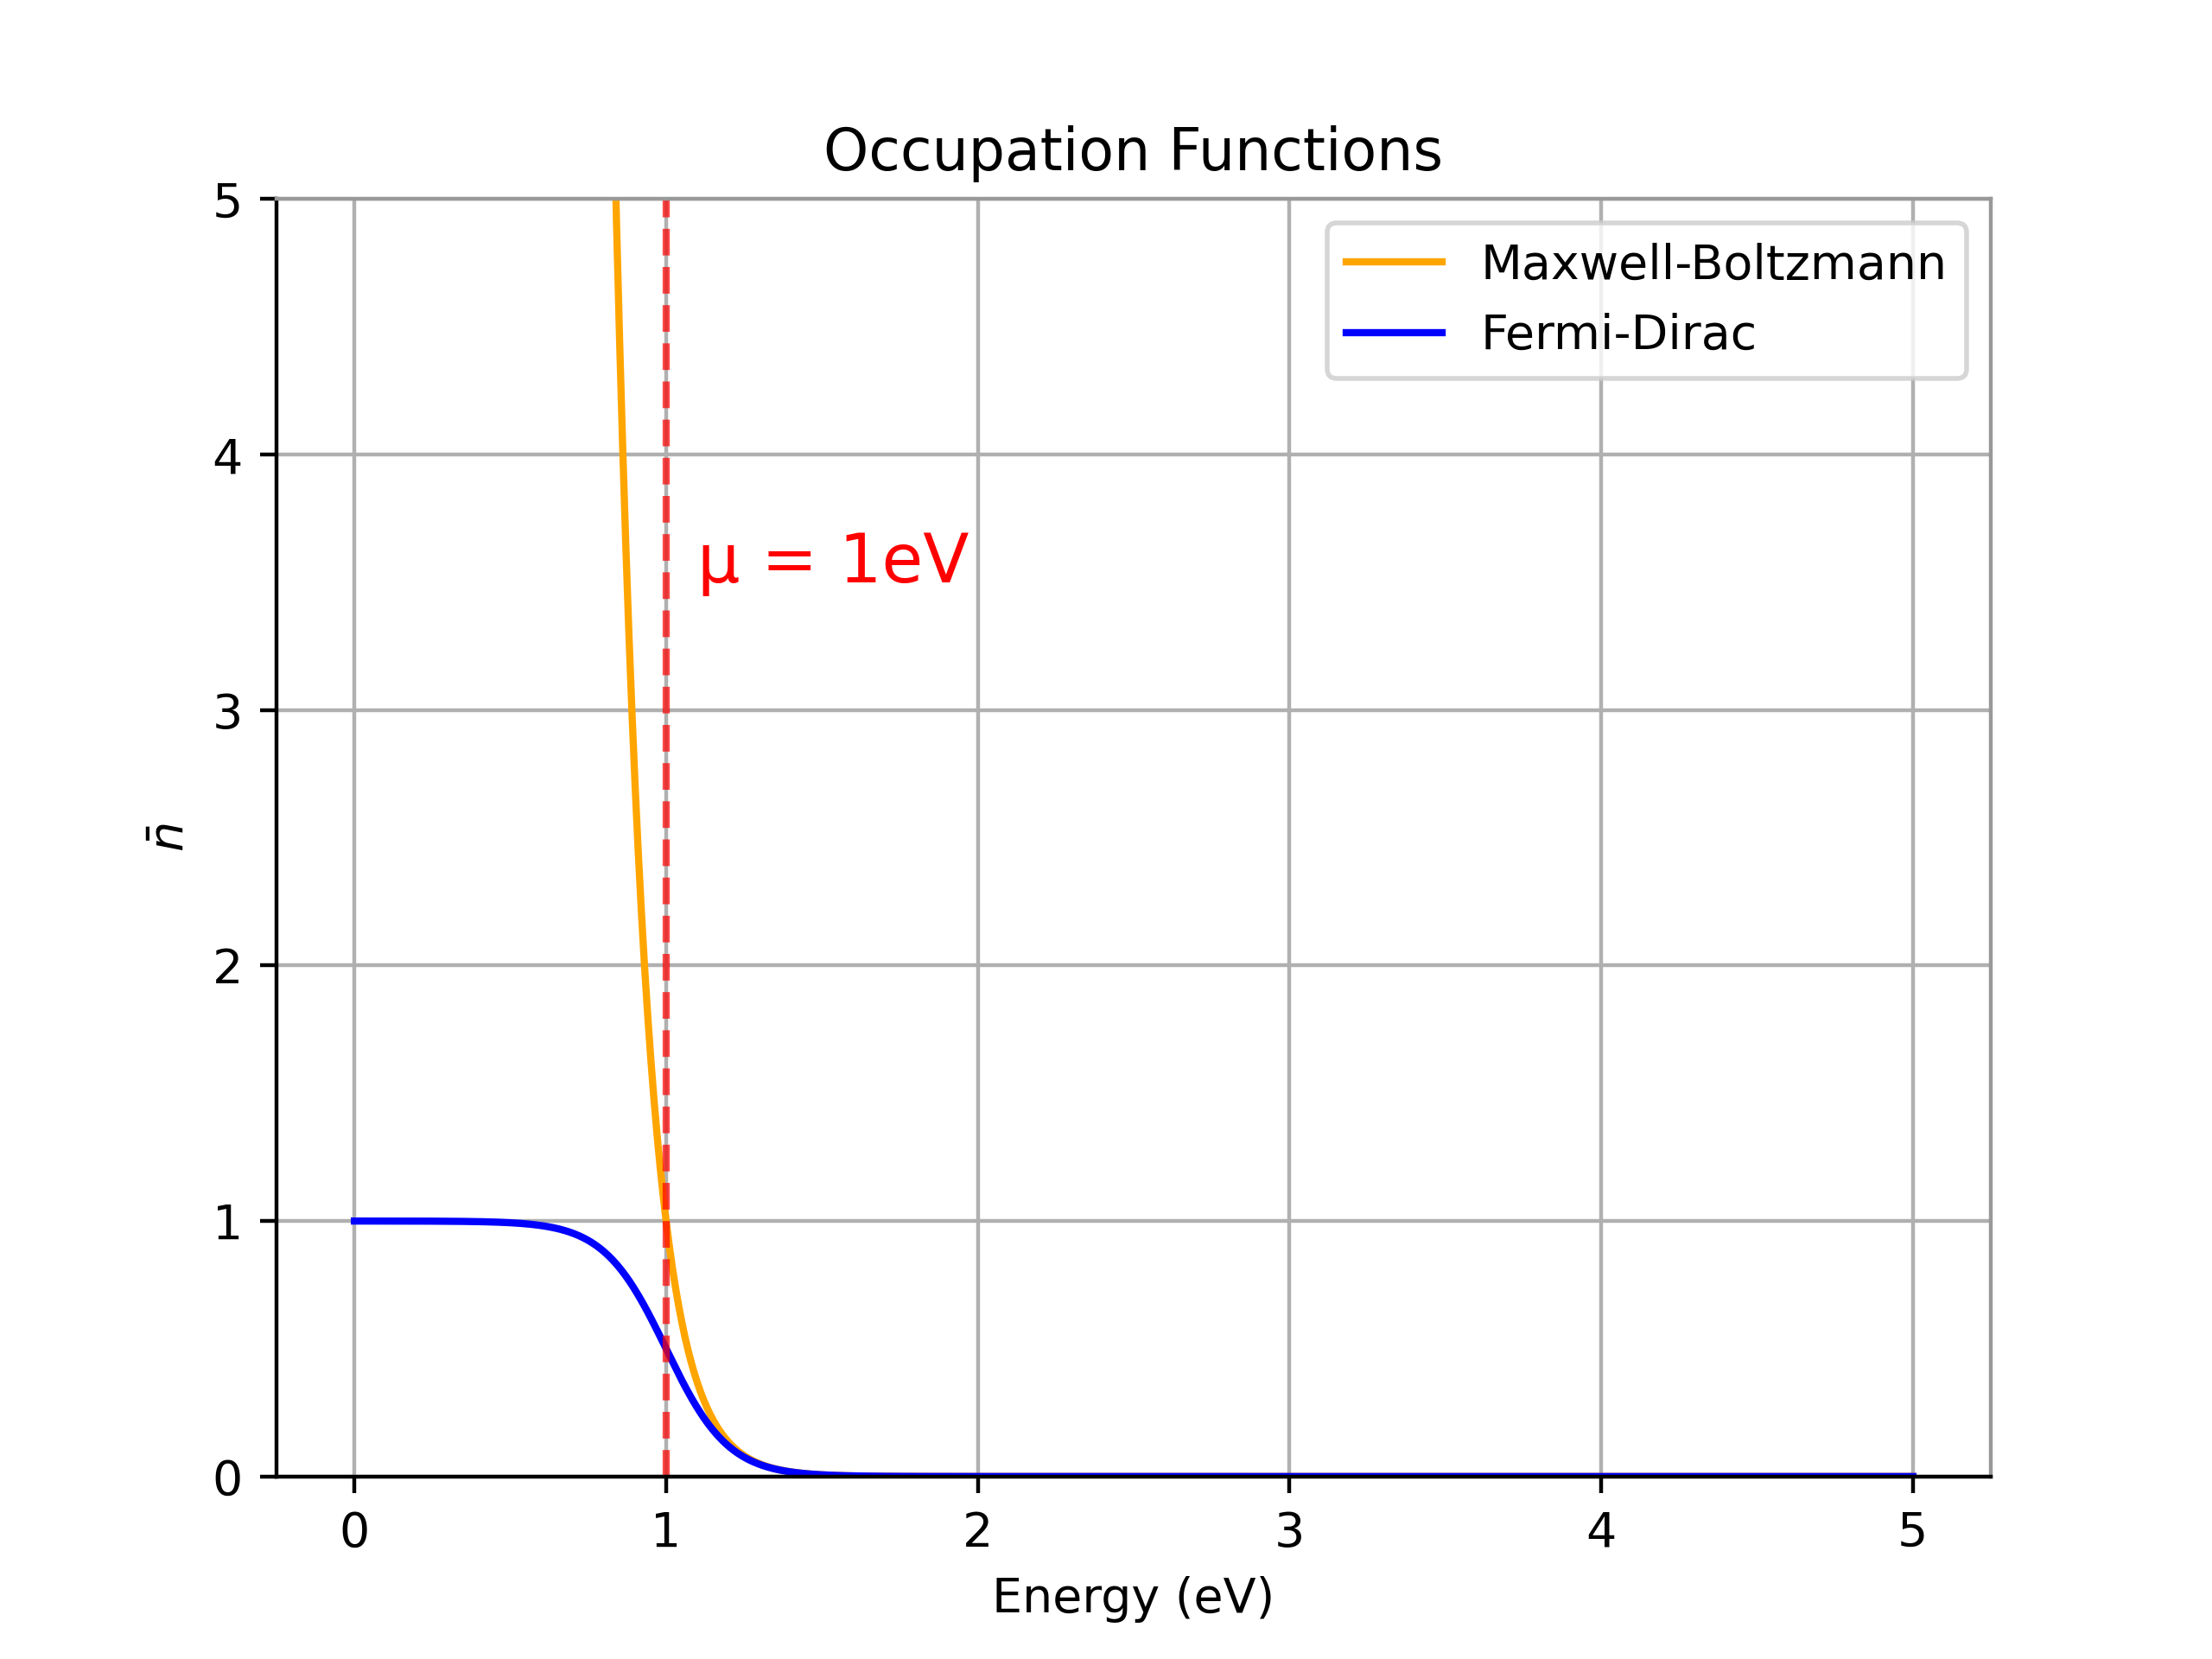 Occupation Functions
5
4
3
2
1
0
n̄
Maxwell-Boltzmann
Fermi-Dirac
μ = 1eV
0 1 2 3 4 5
Energy (eV)